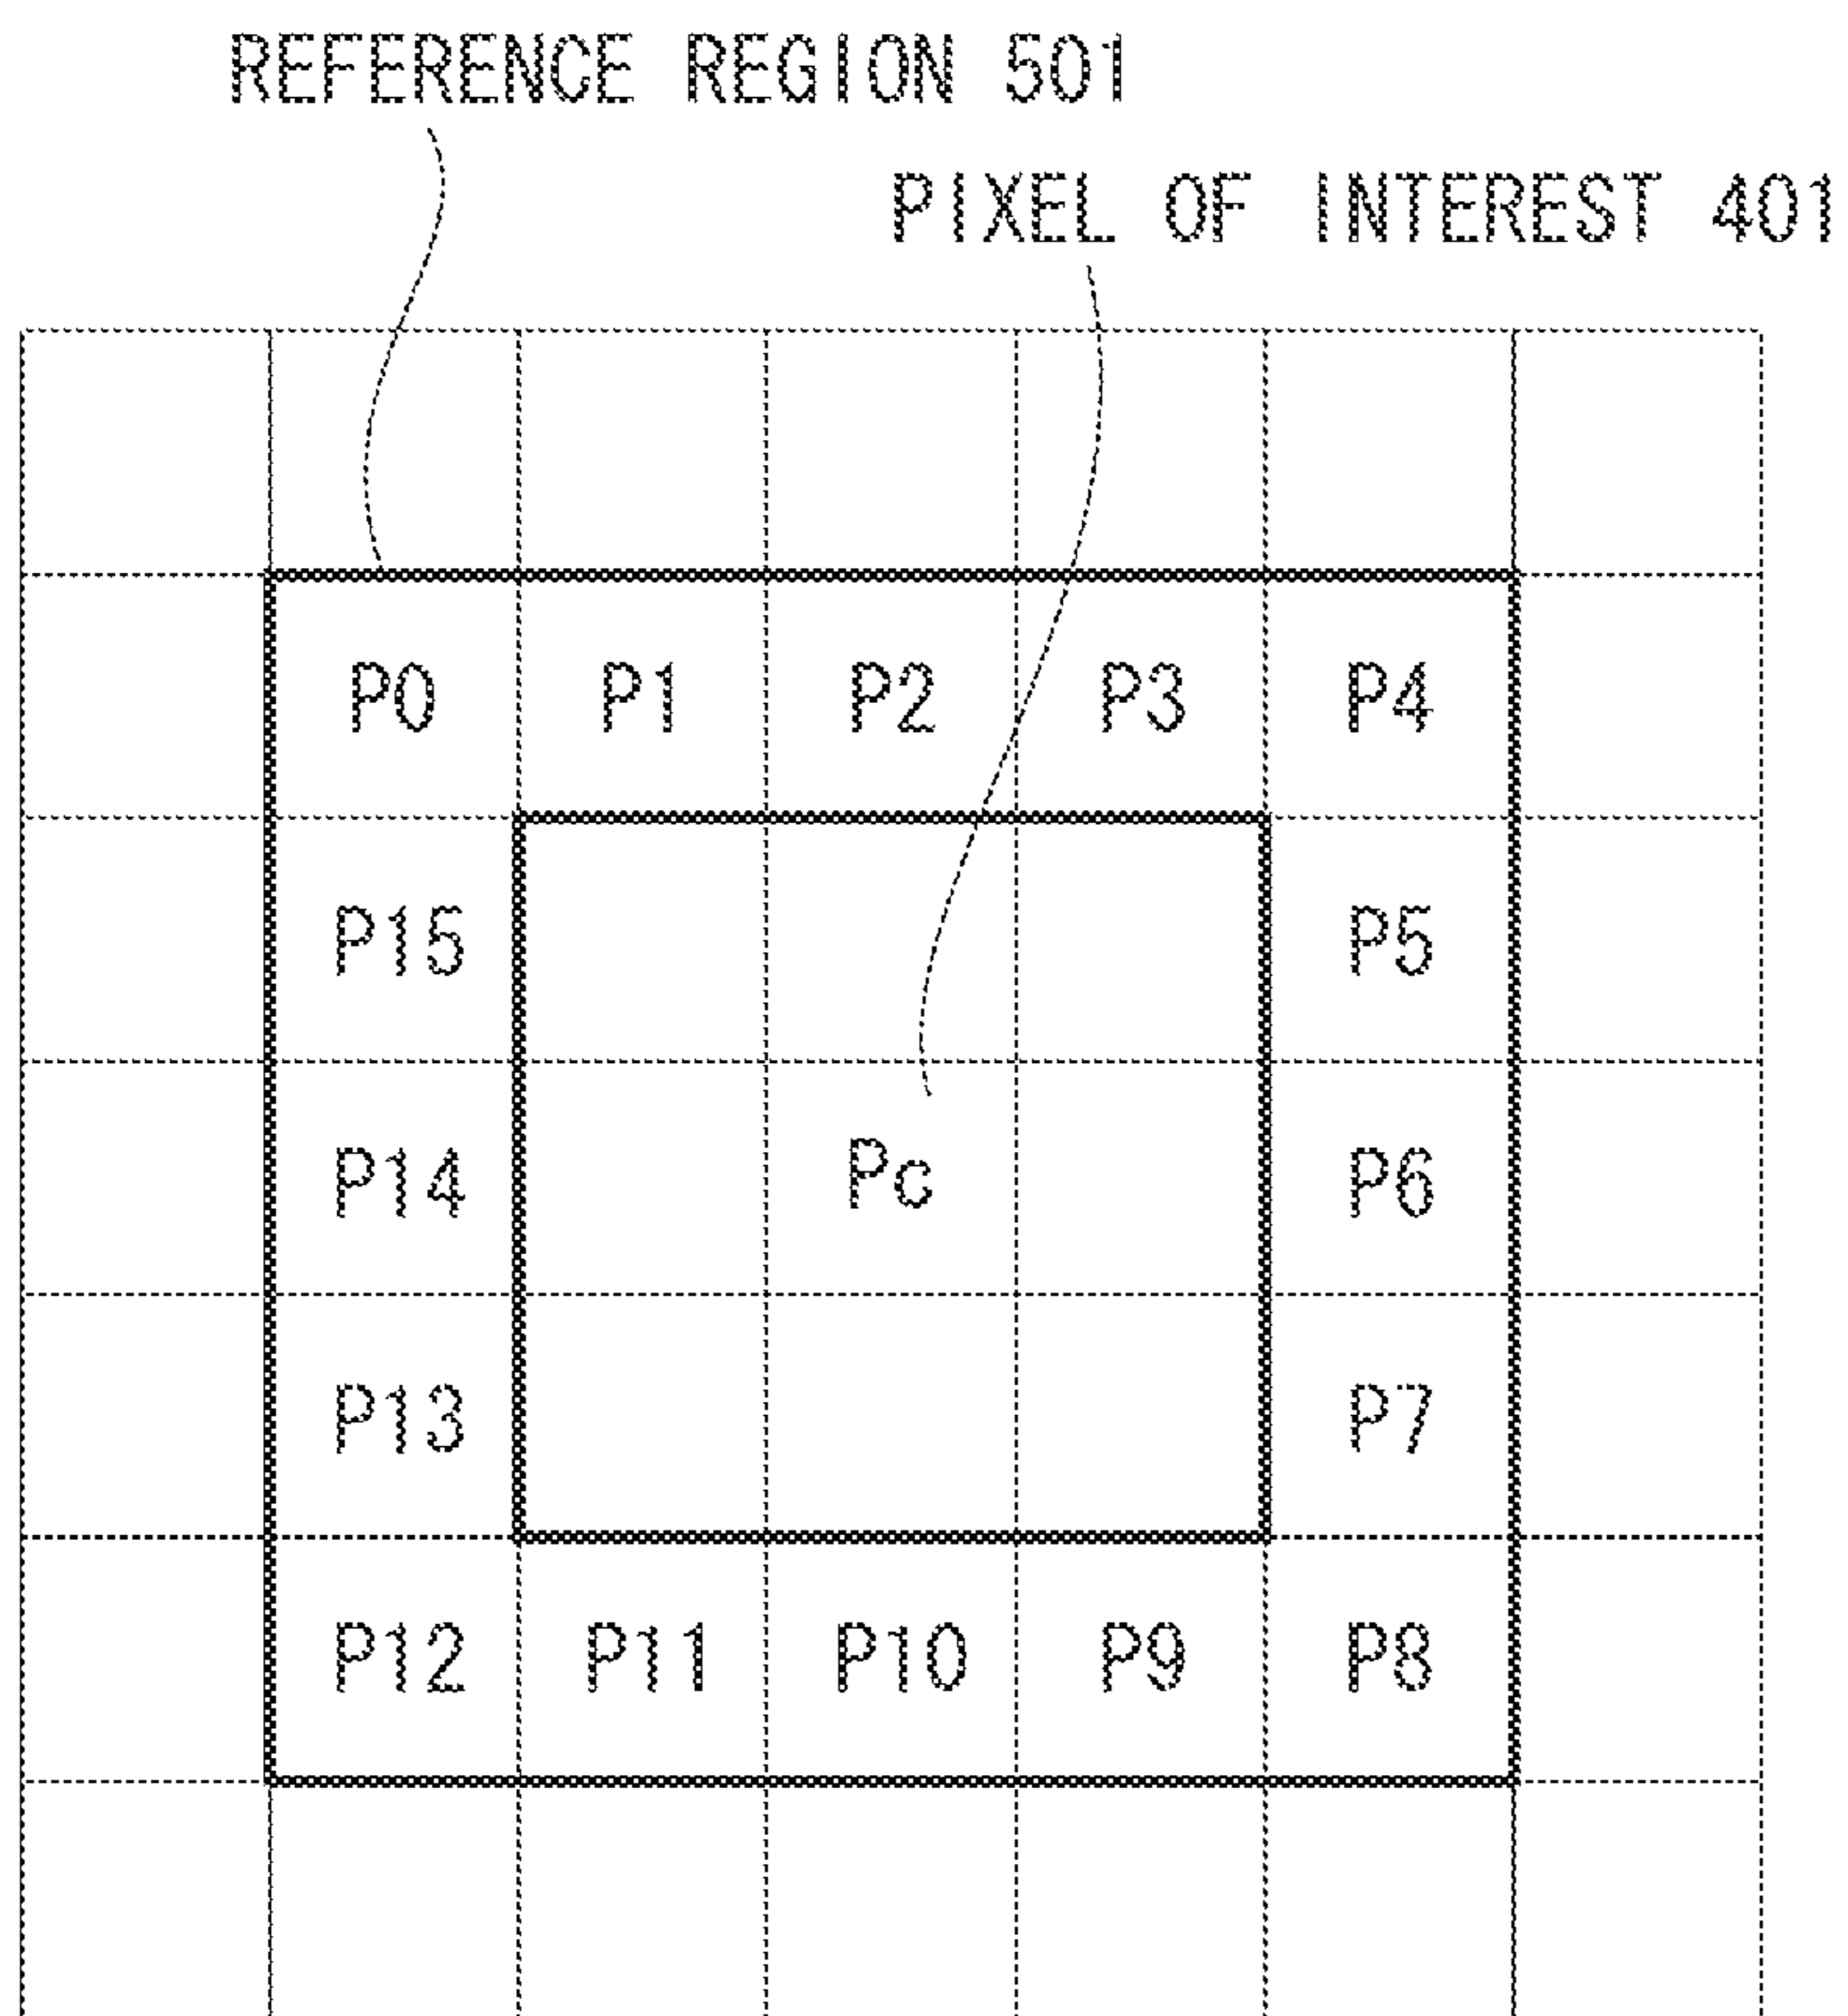 REFERENCE REGION 501
PIXEL OF INTEREST 401
P0 P1 P2 P3 P4
P15 P5
P14 Pc P6
P13 P7
P12 P11 P10 P9 P8